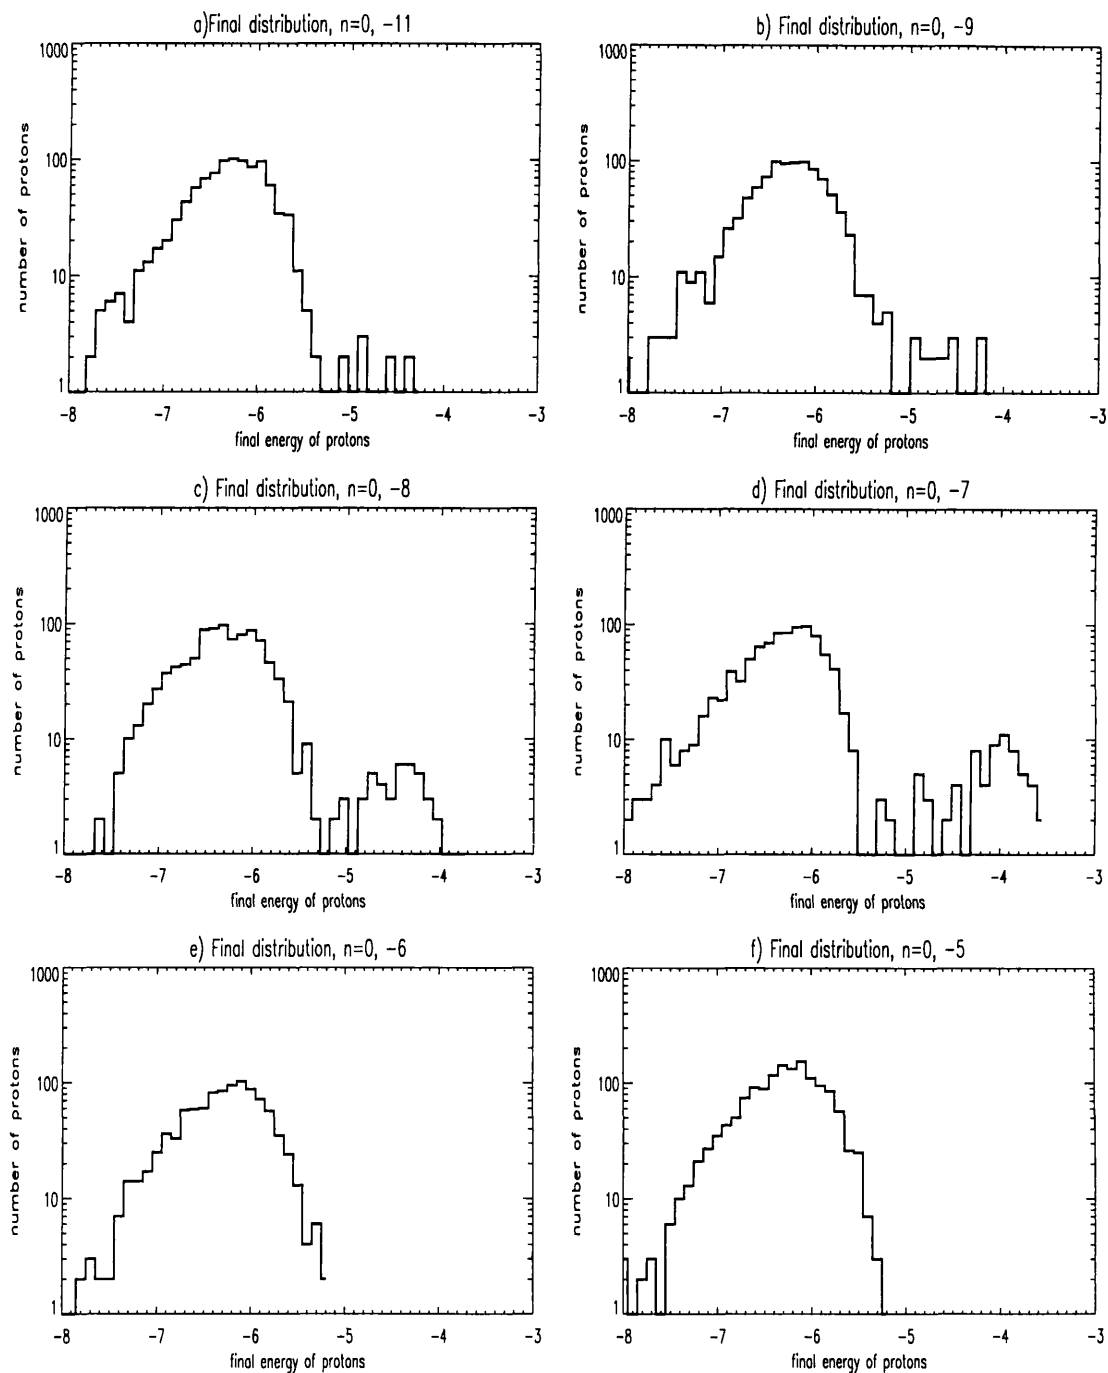 a)Final distribution, n=0, -11
number of protons
1000
100
10
1
-8 -7 -6 -5 -4 -3
final energy of protons
b) Final distribution, n=0, -9
number of protons
1000
100
10
1
-8 -7 -6 -5 -4 -3
final energy of protons
c) Final distribution, n=0, -8
number of protons
1000
100
10
1
-8 -7 -6 -5 -4 -3
final energy of protons
d) Final distribution, n=0, -7
number of protons
1000
100
10
1
-8 -7 -6 -5 -4 -3
final energy of protons
e) Final distribution, n=0, -6
number of protons
1000
100
10
1
-8 -7 -6 -5 -4 -3
final energy of protons
f) Final distribution, n=0, -5
number of protons
1000
100
10
1
-8 -7 -6 -5 -4 -3
final energy of protons